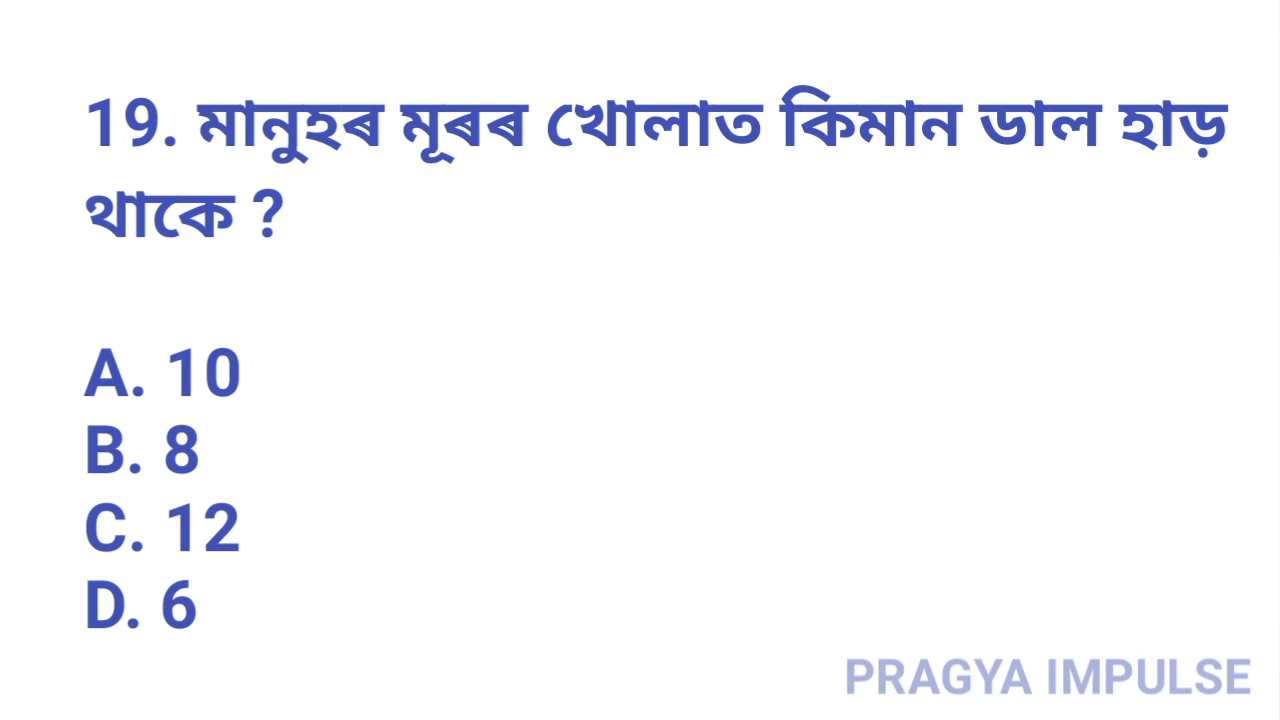 19. মানুহৰ মূৰৰ খোলাত কিমান ডাল হাড়
থাকে ?
A. 10
B. 8
C. 12
D. 6
PRAGYA IMPULSE